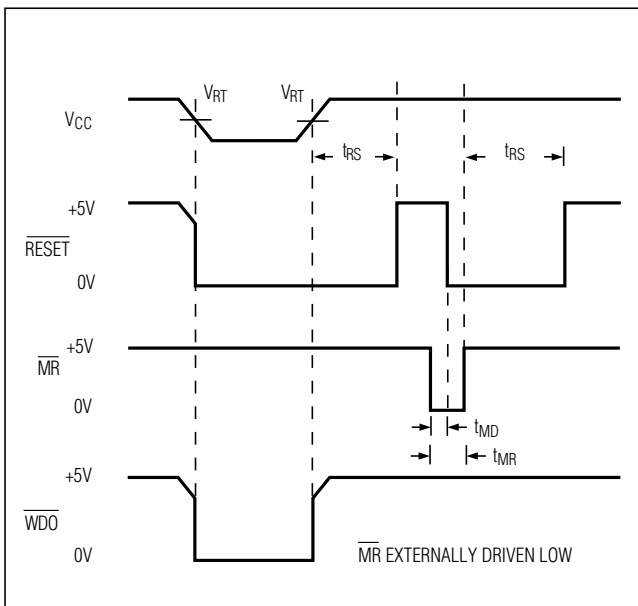 VRT VRT
VCC
tRS tRS
+5V
RESET
0V
+5V
MR
0V
tMD
tMR
+5V
WDO
0V
MR EXTERNALLY DRIVEN LOW